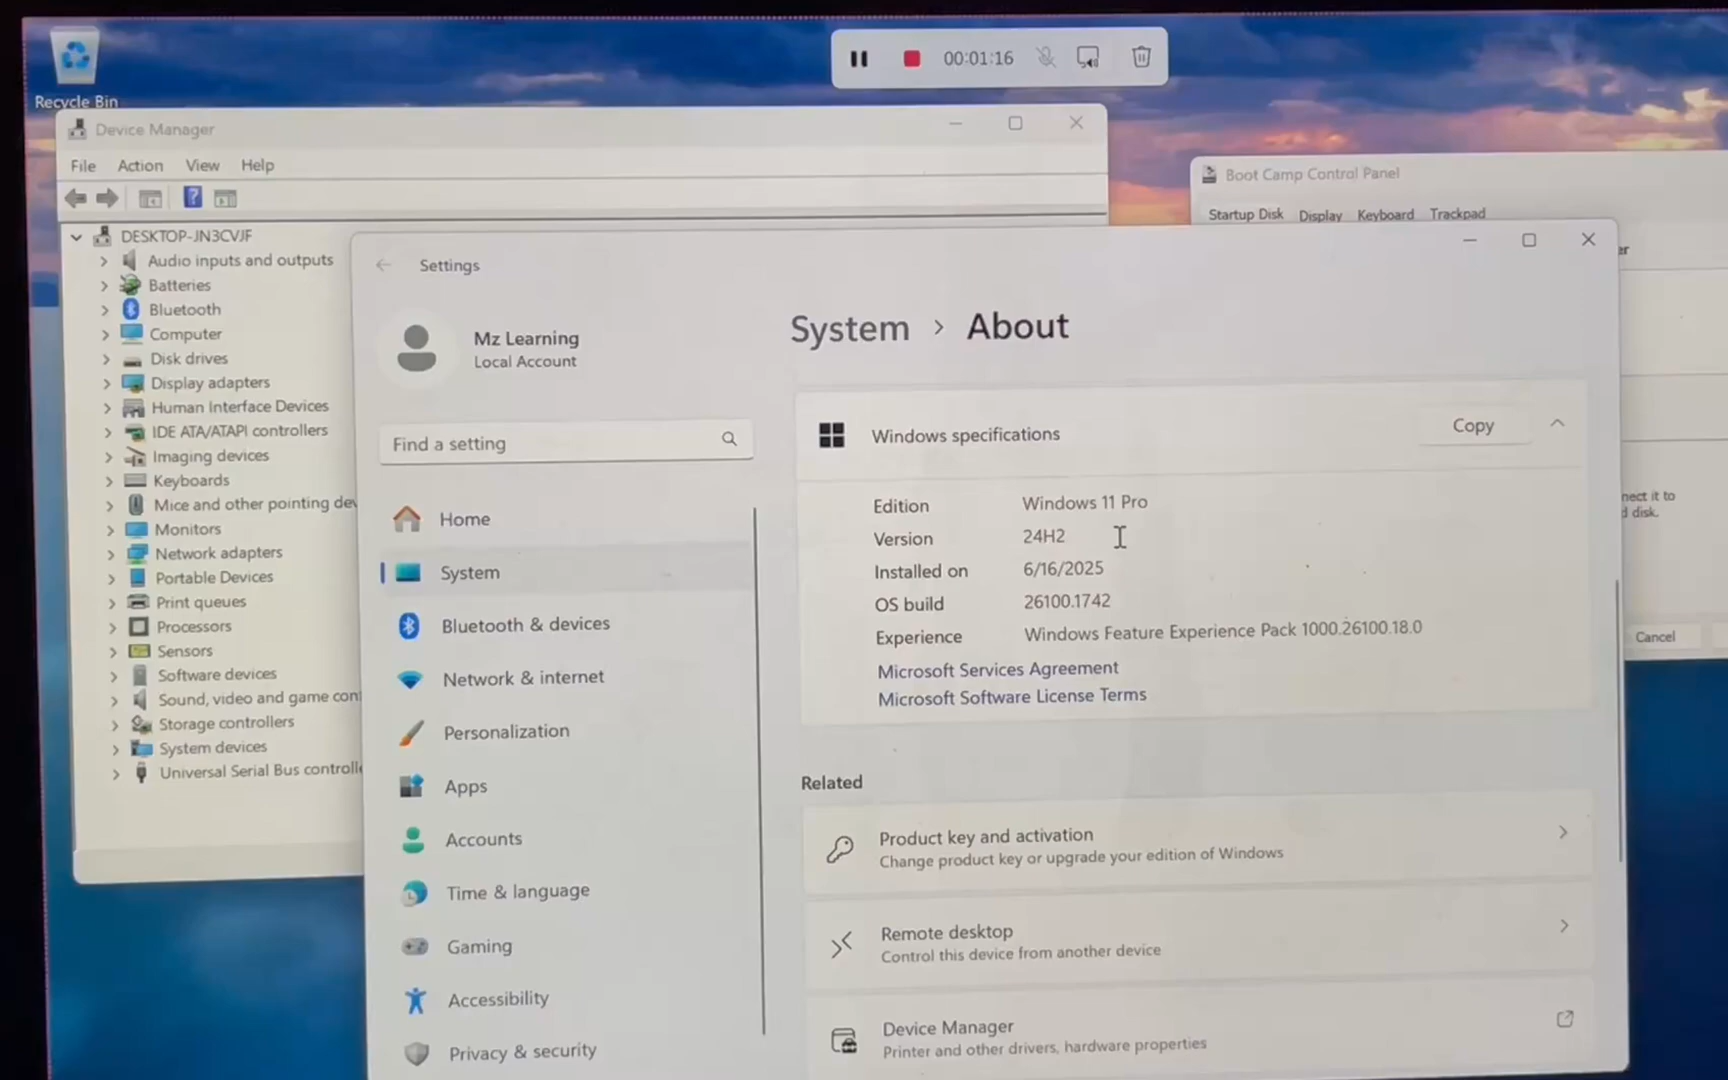 00:01:16
Recycle Bin
Device Manager
File Action View Help
DESKTOP-JN3CVJF
Audio inputs and outputs
Batteries
Bluetooth
Computer
Disk drives
Display adapters
Human Interface Devices
IDE ATA/ATAPI controllers
Imaging devices
Keyboards
Mice and other pointing dev
Monitors
Network adapters
Portable Devices
Print queues
Processors
Sensors
Software devices
Sound, video and game con
Storage controllers
System devices
Universal Serial Bus controlle
Boot Camp Control Panel
Startup Disk Display Keyboard Trackpad
er
nect it to
d disk.
Cancel
Settings
Mz Learning
Local Account
Find a setting
Home
System
Bluetooth & devices
Network & internet
Personalization
Apps
Accounts
Time & language
Gaming
Accessibility
Privacy & security
System > About
Windows specifications
Copy
Edition Windows 11 Pro
Version 24H2
Installed on 6/16/2025
OS build 26100.1742
Experience Windows Feature Experience Pack 1000.26100.18.0
Microsoft Services Agreement
Microsoft Software License Terms
Related
Product key and activation
Change product key or upgrade your edition of Windows
Remote desktop
Control this device from another device
Device Manager
Printer and other drivers, hardware properties